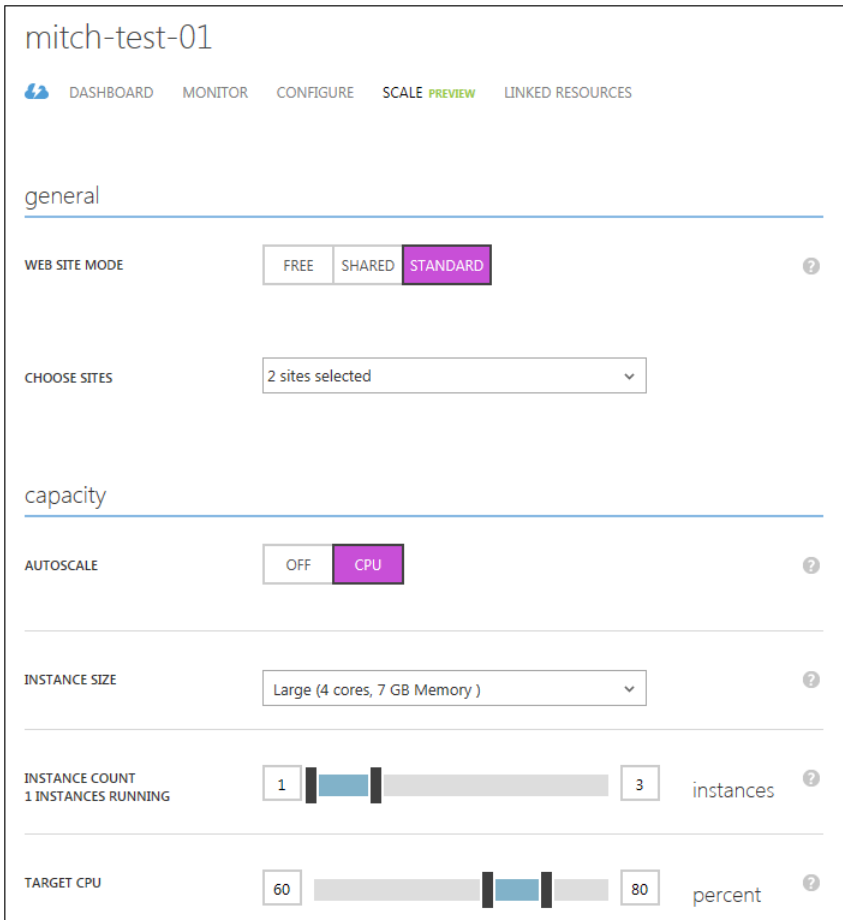 mitch-test-01
DASHBOARD MONITOR CONFIGURE SCALE PREVIEW LINKED RESOURCES
general
WEB SITE MODE FREE SHARED STANDARD ?
CHOOSE SITES 2 sites selected
capacity
AUTOSCALE OFF CPU ?
INSTANCE SIZE Large (4 cores, 7 GB Memory ) ?
INSTANCE COUNT
1 INSTANCES RUNNING 1 3 instances ?
TARGET CPU 60 80 percent ?